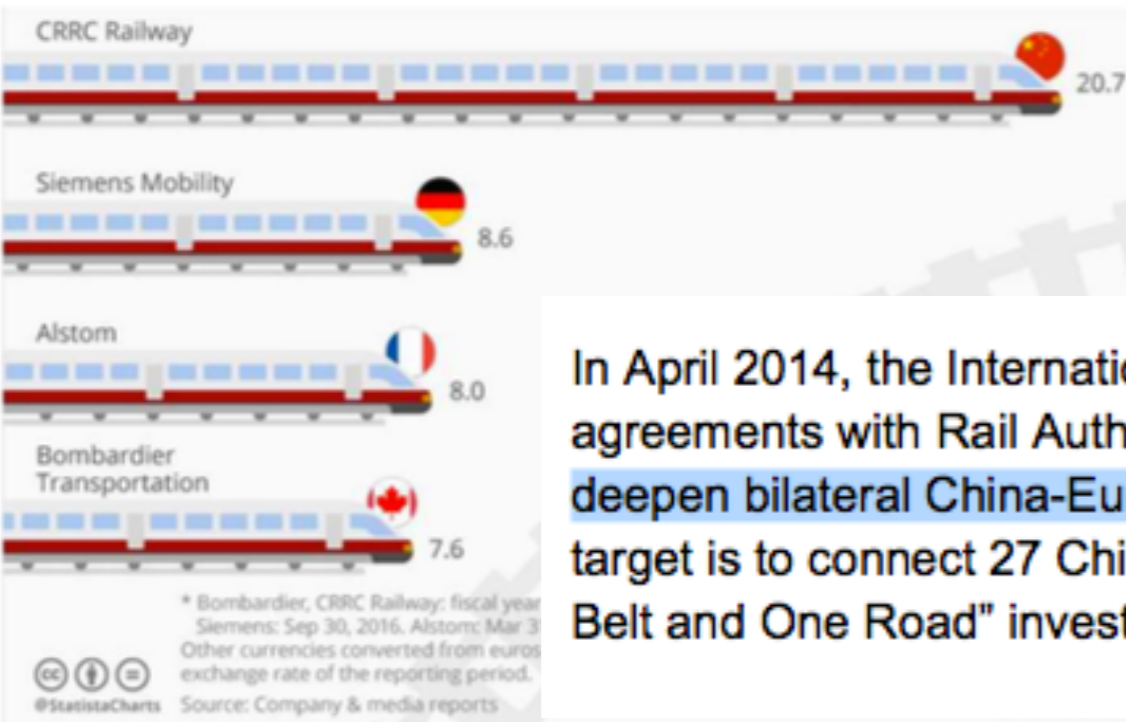 CRRC Railway
20.7
Siemens Mobility
8.6
Alstom
8.0
Bombardier
Transportation
7.6
* Bombardier, CRRC Railway: fiscal year
Siemens: Sep 30, 2016. Alstom: Mar 3
Other currencies converted from euros
exchange rate of the reporting period.
@StatistaCharts Source: Company & media reports
In April 2014, the Internatio
agreements with Rail Auth
deepen bilateral China-Eu
target is to connect 27 Chi
Belt and One Road" invest